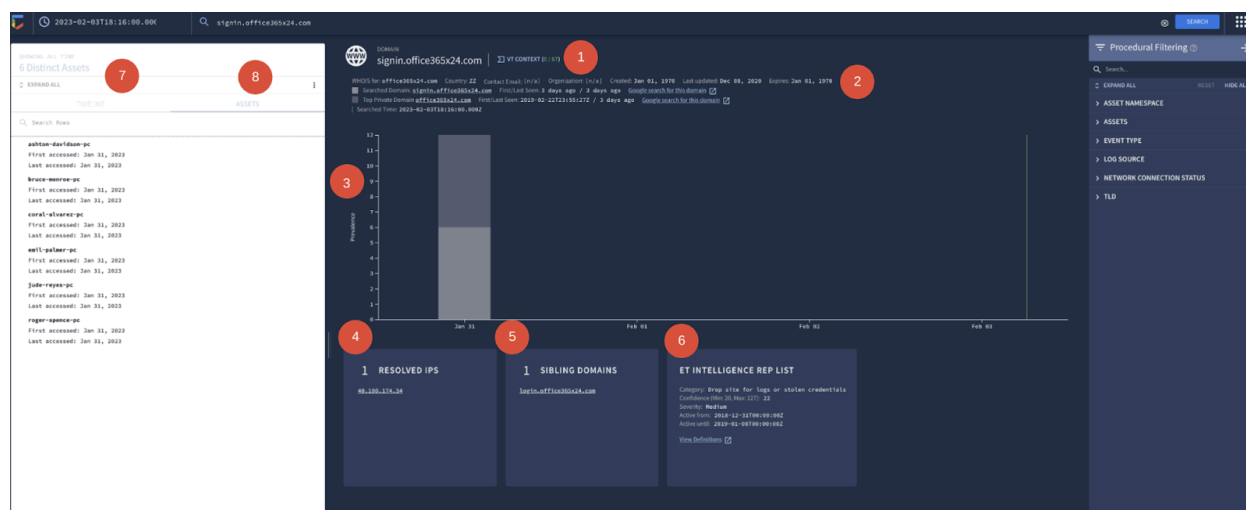 2023-02-03T18:16:00.00(
signin.office365x24.com
SEARCH
SHOWING ALL TIME
6 Distinct Assets
7
8
EXPAND ALL
TIMELINE
ASSETS
Search Rows
ashton-davidson-pc
First accessed: Jan 31, 2023
Last accessed: Jan 31, 2023
bruce-monroe-pc
First accessed: Jan 31, 2023
Last accessed: Jan 31, 2023
coral-alvarez-pc
First accessed: Jan 31, 2023
Last accessed: Jan 31, 2023
emil-palmer-pc
First accessed: Jan 31, 2023
Last accessed: Jan 31, 2023
jude-reyes-pc
First accessed: Jan 31, 2023
Last accessed: Jan 31, 2023
roger-spence-pc
First accessed: Jan 31, 2023
Last accessed: Jan 31, 2023
WWW
DOMAIN
signin.office365x24.com
VT CONTEXT (0 / 87)
1
WHOIS for: office365x24.com Country: ZZ Contact Email: [n/a] Organization: [n/a] Created: Jan 01, 1970 Last updated: Dec 08, 2020 Expires: Jan 01, 1970
2
Searched Domain: signin.office365x24.com First/Last Seen: 3 days ago / 3 days ago Google search for this domain
Top Private Domain office365x24.com First/Last Seen: 2018-02-22T23:55:27Z / 3 days ago Google search for this domain
Searched Time: 2023-02-03T18:16:00.000Z
Prevalence
12
11
10
9
8
7
6
5
4
3
2
1
0
3
Jan 31
Feb 01
Feb 02
Feb 03
4
5
6
1 RESOLVED IPS
40.100.174.34
1 SIBLING DOMAINS
login.office365x24.com
ET INTELLIGENCE REP LIST
Category: Drop site for logs or stolen credentials
Confidence (Min: 20, Max: 127): 22
Severity: Medium
Active from: 2018-12-31T00:00:00Z
Active until: 2019-01-08T00:00:00Z
View Definitions
Procedural Filtering
Search...
EXPAND ALL
RESET
HIDE AL
ASSET NAMESPACE
ASSETS
EVENT TYPE
LOG SOURCE
NETWORK CONNECTION STATUS
TLD